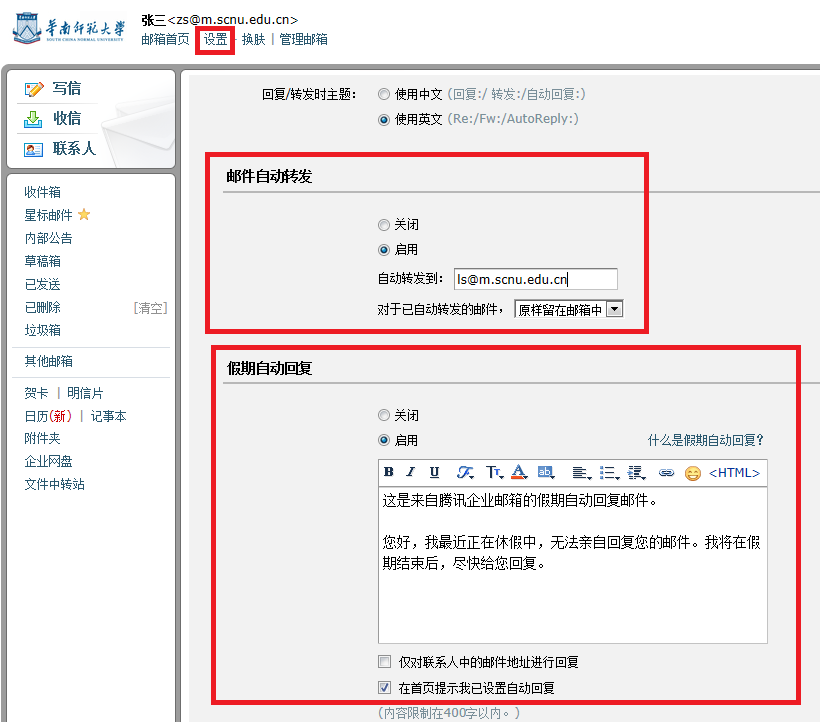 華南師範大學
SOUTH CHINA NORMAL UNIVERSITY
张三<zs@m.scnu.edu.cn>
邮箱首页 | 设置 | 换肤 | 管理邮箱
写信
收信
联系人
收件箱
星标邮件
内部公告
草稿箱
已发送
已删除 [清空]
垃圾箱
其他邮箱
贺卡 | 明信片
日历(新) | 记事本
附件夹
企业网盘
文件中转站
回复/转发时主题: 使用中文 (回复:/ 转发:/自动回复:)
使用英文 (Re:/Fw:/AutoReply:)
邮件自动转发
关闭
启用
自动转发到: ls@m.scnu.edu.cn
对于已自动转发的邮件, 原样留在邮箱中
假期自动回复
关闭
启用 什么是假期自动回复?
B I U <HTML>
这是来自腾讯企业邮箱的假期自动回复邮件。
您好，我最近正在休假中，无法亲自回复您的邮件。我将在假
期结束后，尽快给您回复。
仅对联系人中的邮件地址进行回复
在首页提示我已设置自动回复
(内容限制在400字以内。)